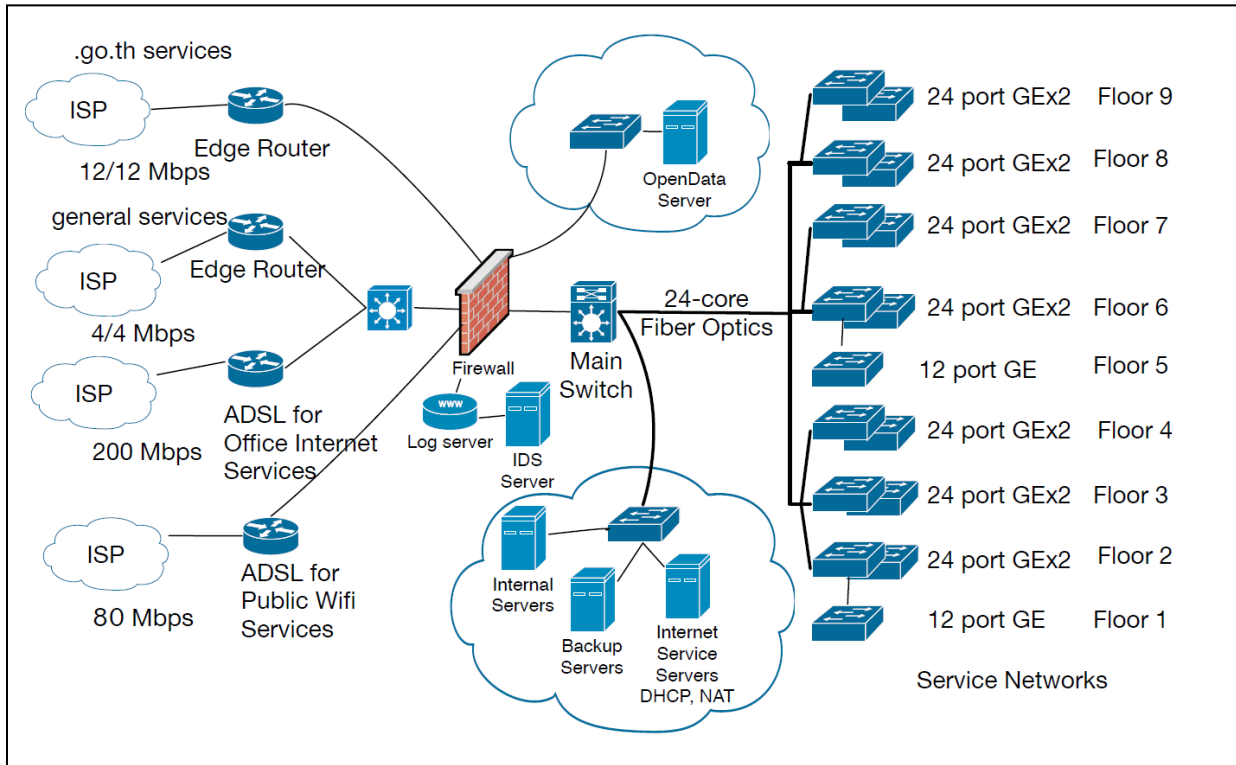 .go.th services
ISP
Edge Router
12/12 Mbps
general services
ISP
Edge Router
4/4 Mbps
ISP
ADSL for
Office Internet
Services
200 Mbps
ISP
ADSL for
Public Wifi
Services
80 Mbps
OpenData
Server
Firewall
WWW
Log server
IDS
Server
Main
Switch
24-core
Fiber Optics
Internal
Servers
Backup
Servers
Internet
Service
Servers
DHCP, NAT
24 port GEx2 Floor 9
24 port GEx2 Floor 8
24 port GEx2 Floor 7
24 port GEx2 Floor 6
12 port GE Floor 5
24 port GEx2 Floor 4
24 port GEx2 Floor 3
24 port GEx2 Floor 2
12 port GE Floor 1
Service Networks